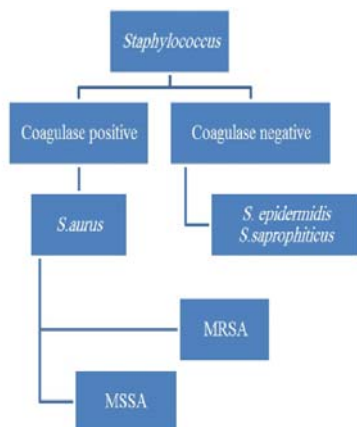 Staphylococcus
Coagulase positive
Coagulase negative
S.aurus
S. epidermidis
S.saprophiticus
MRSA
MSSA